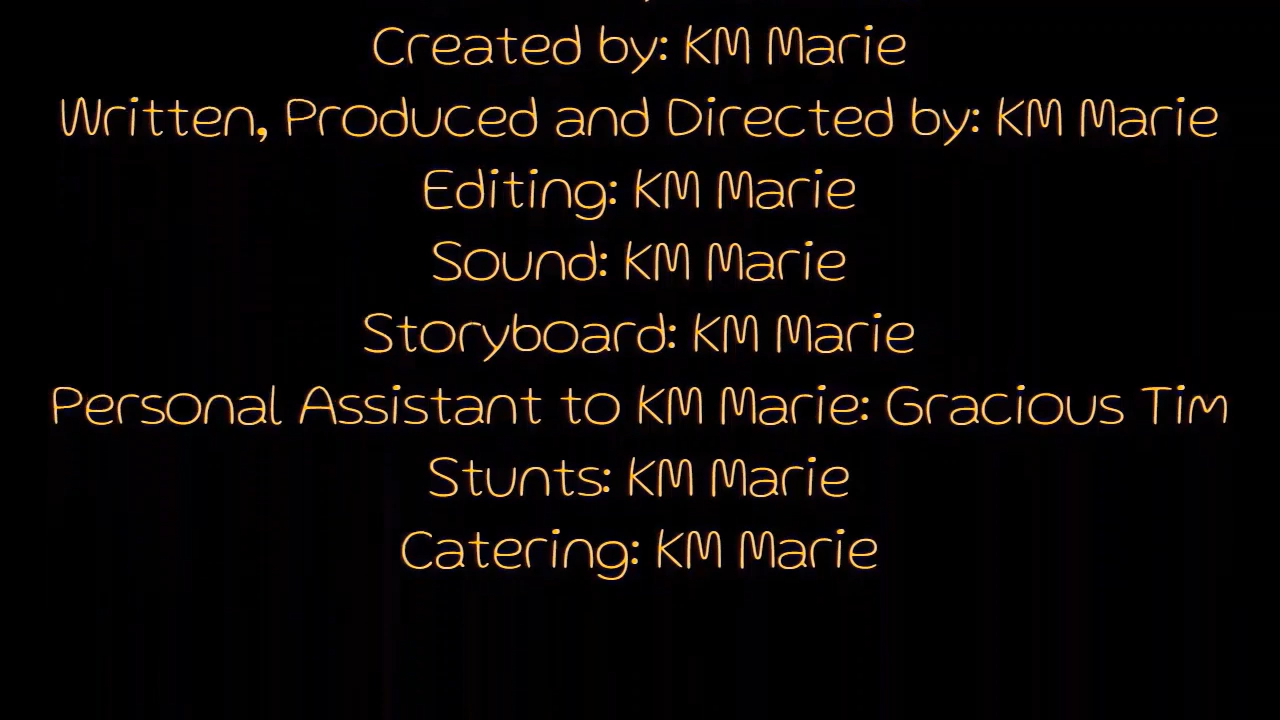 Created by: KM Marie
Written, Produced and Directed by: KM Marie
Editing: KM Marie
Sound: KM Marie
Storyboard: KM Marie
Personal Assistant to KM Marie: Gracious Tim
Stunts: KM Marie
Catering: KM Marie